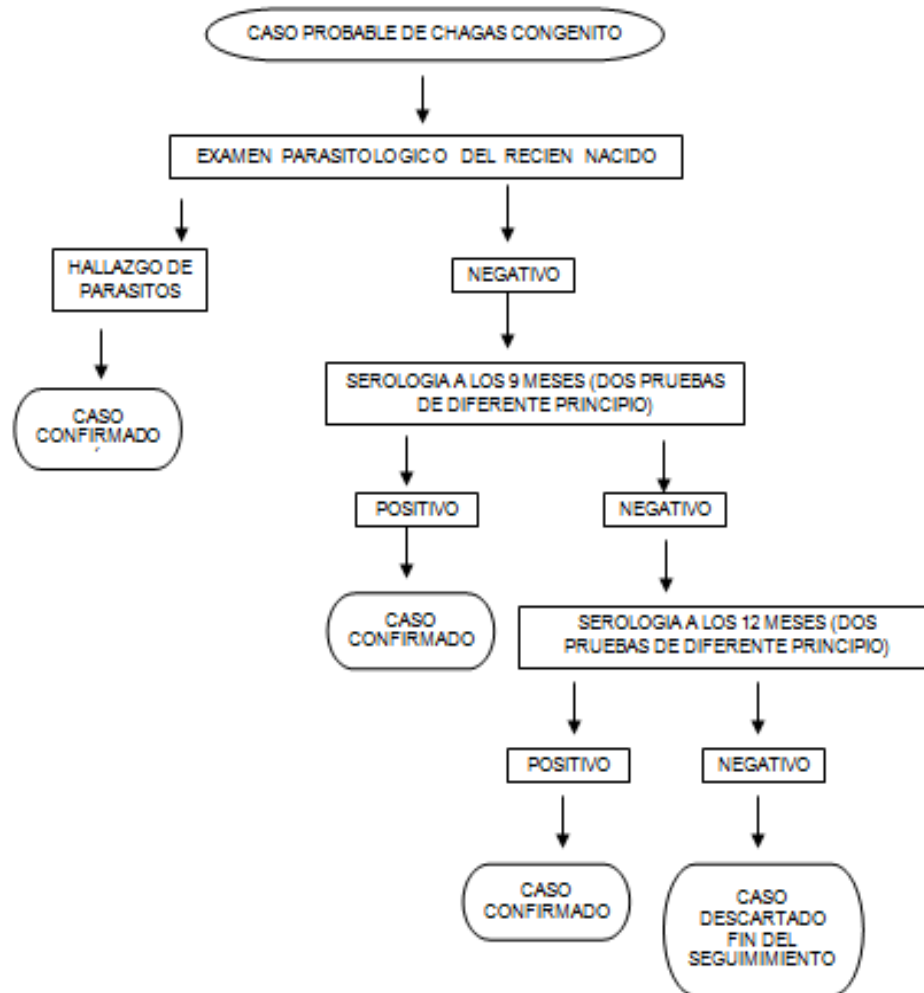 CASO PROBABLE DE CHAGAS CONGENITO
EXAMEN PARASITOLOGICO DEL RECIEN NACIDO
HALLAZGO DE
PARASITOS
NEGATIVO
CASO
CONFIRMADO
SEROLOGIA A LOS 9 MESES (DOS PRUEBAS
DE DIFERENTE PRINCIPIO)
POSITIVO
NEGATIVO
CASO
CONFIRMADO
SEROLOGIA A LOS 12 MESES (DOS
PRUEBAS DE DIFERENTE PRINCIPIO)
POSITIVO
NEGATIVO
CASO
CONFIRMADO
CASO
DESCARTADO
FIN DEL
SEGUIMIMIENTO